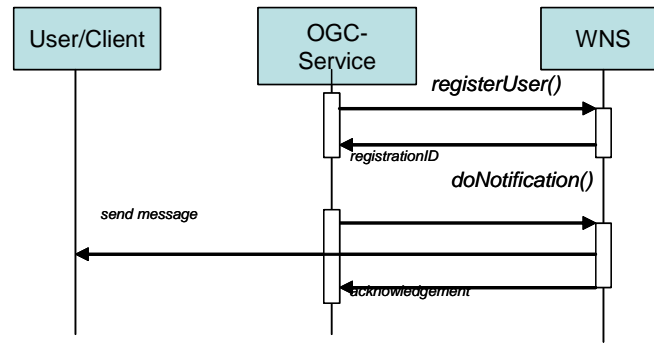 User/Client
OGC-
Service
WNS
registerUser()
registrationID
doNotification()
send message
acknowledgement